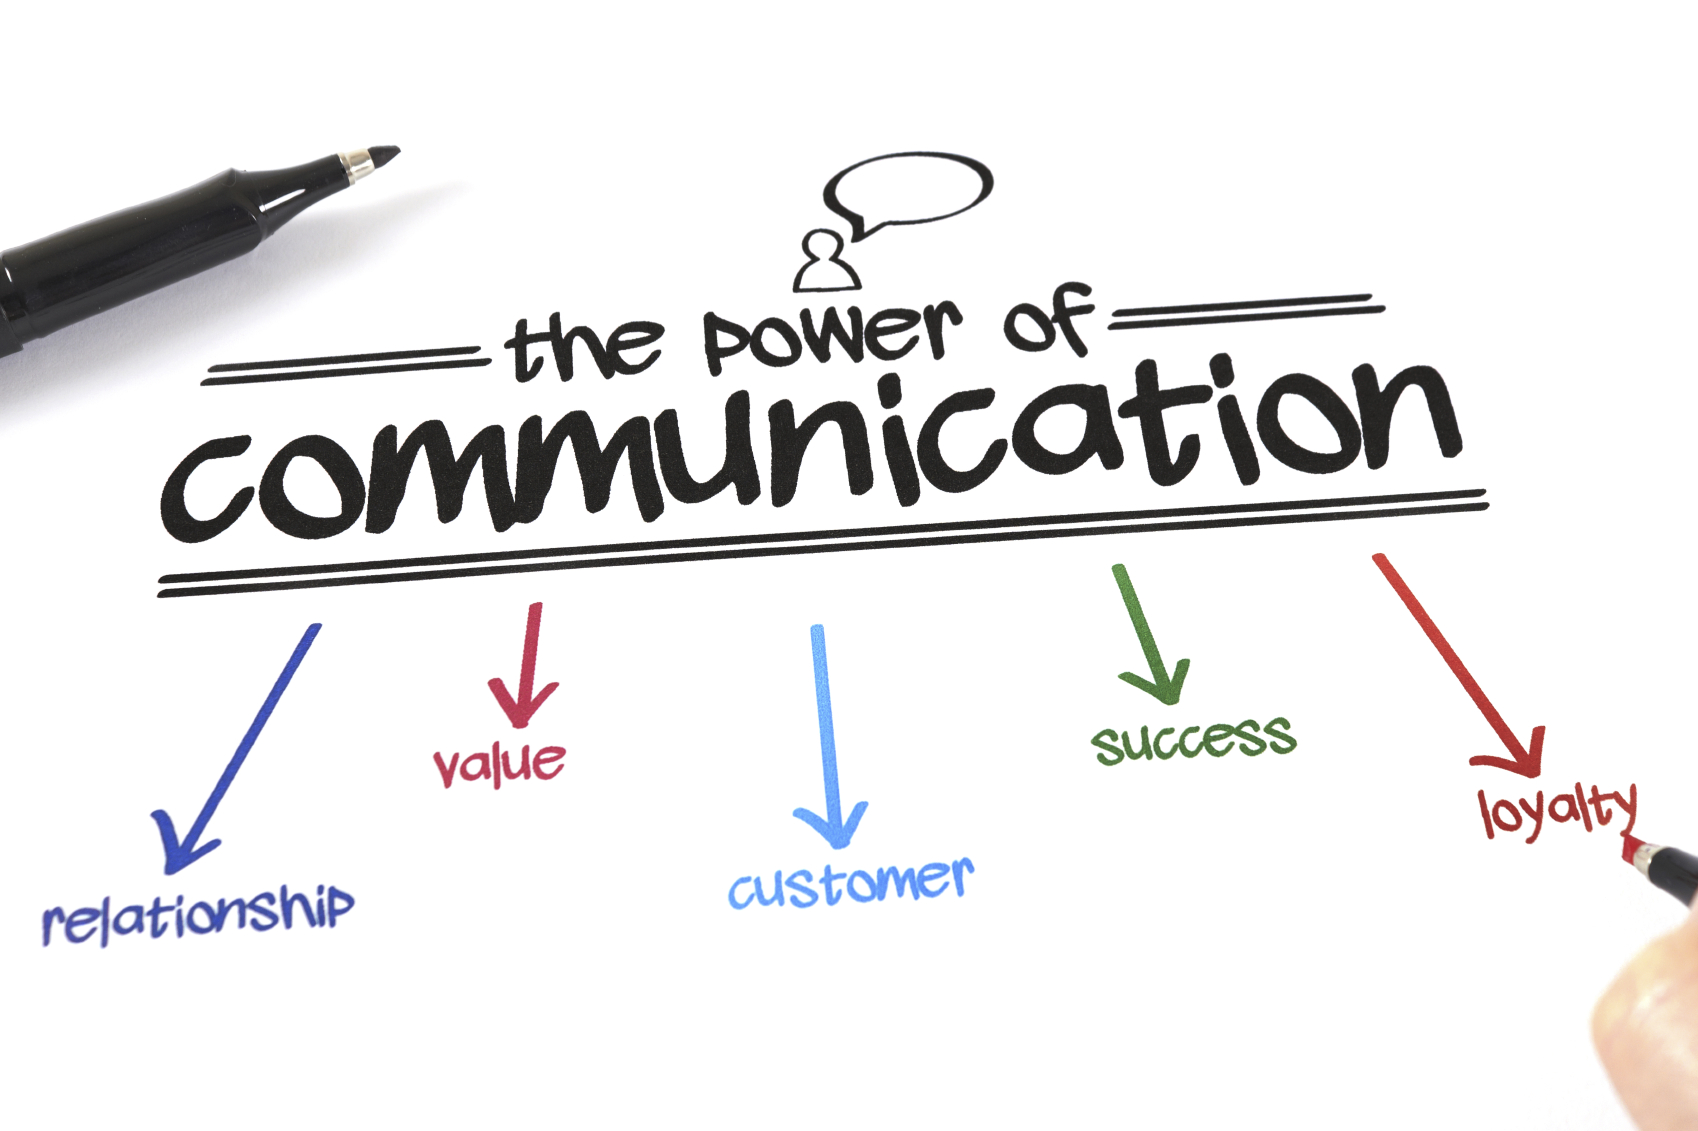 the power of
communication
relationship
value
customer
success
loyalty